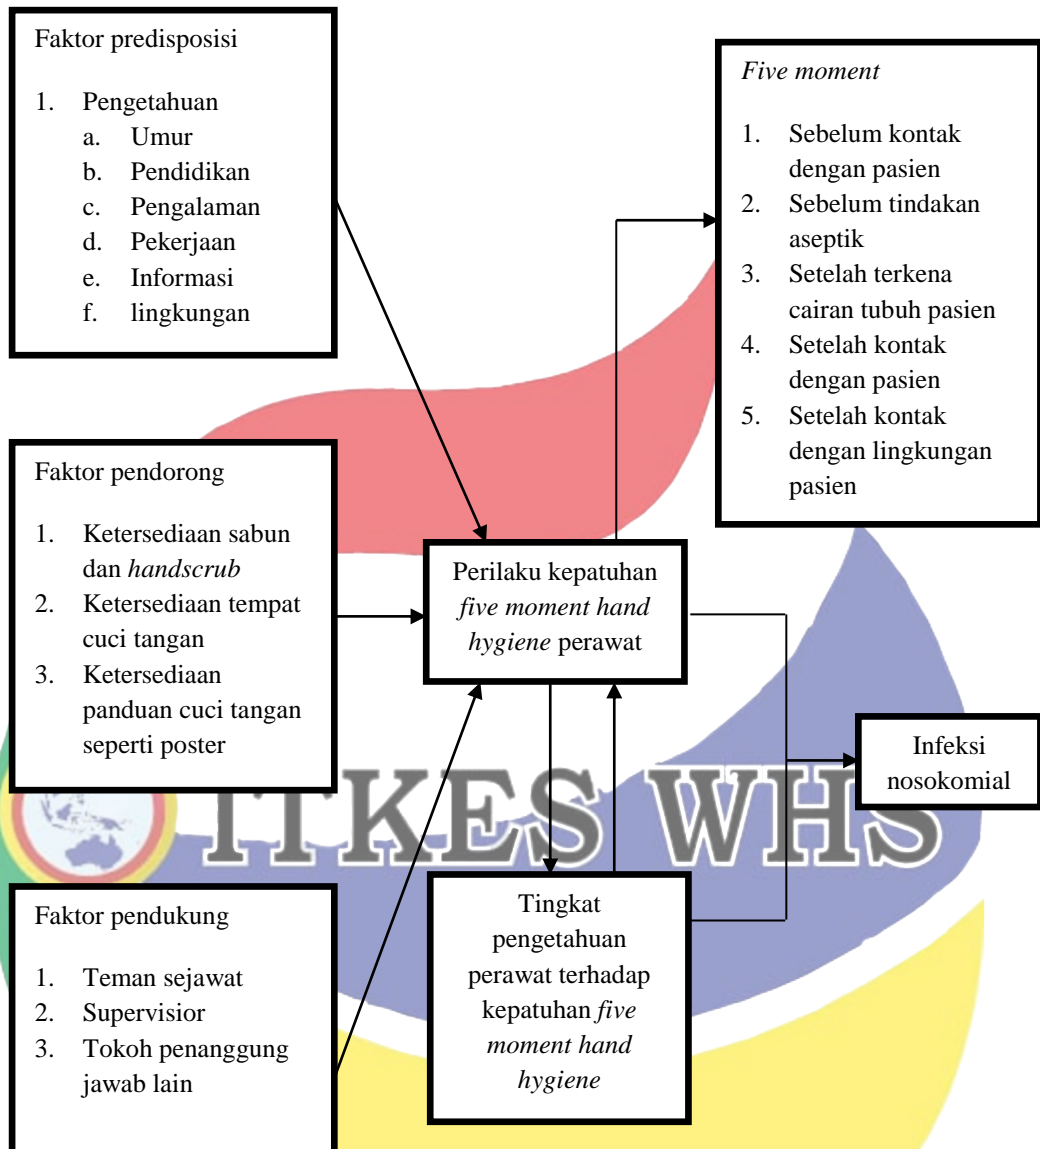 Faktor predisposisi
1. Pengetahuan
a. Umur
b. Pendidikan
c. Pengalaman
d. Pekerjaan
e. Informasi
f. lingkungan
Five moment
1. Sebelum kontak
dengan pasien
2. Sebelum tindakan
aseptik
3. Setelah terkena
cairan tubuh pasien
4. Setelah kontak
dengan pasien
5. Setelah kontak
dengan lingkungan
pasien
Faktor pendorong
1. Ketersediaan sabun
dan handscrub
2. Ketersediaan tempat
cuci tangan
3. Ketersediaan
panduan cuci tangan
seperti poster
Perilaku kepatuhan
five moment hand
hygiene perawat
Infeksi
nosokomial
ITKES WHS
Faktor pendukung
1. Teman sejawat
2. Supervisior
3. Tokoh penanggung
jawab lain
Tingkat
pengetahuan
perawat terhadap
kepatuhan five
moment hand
hygiene